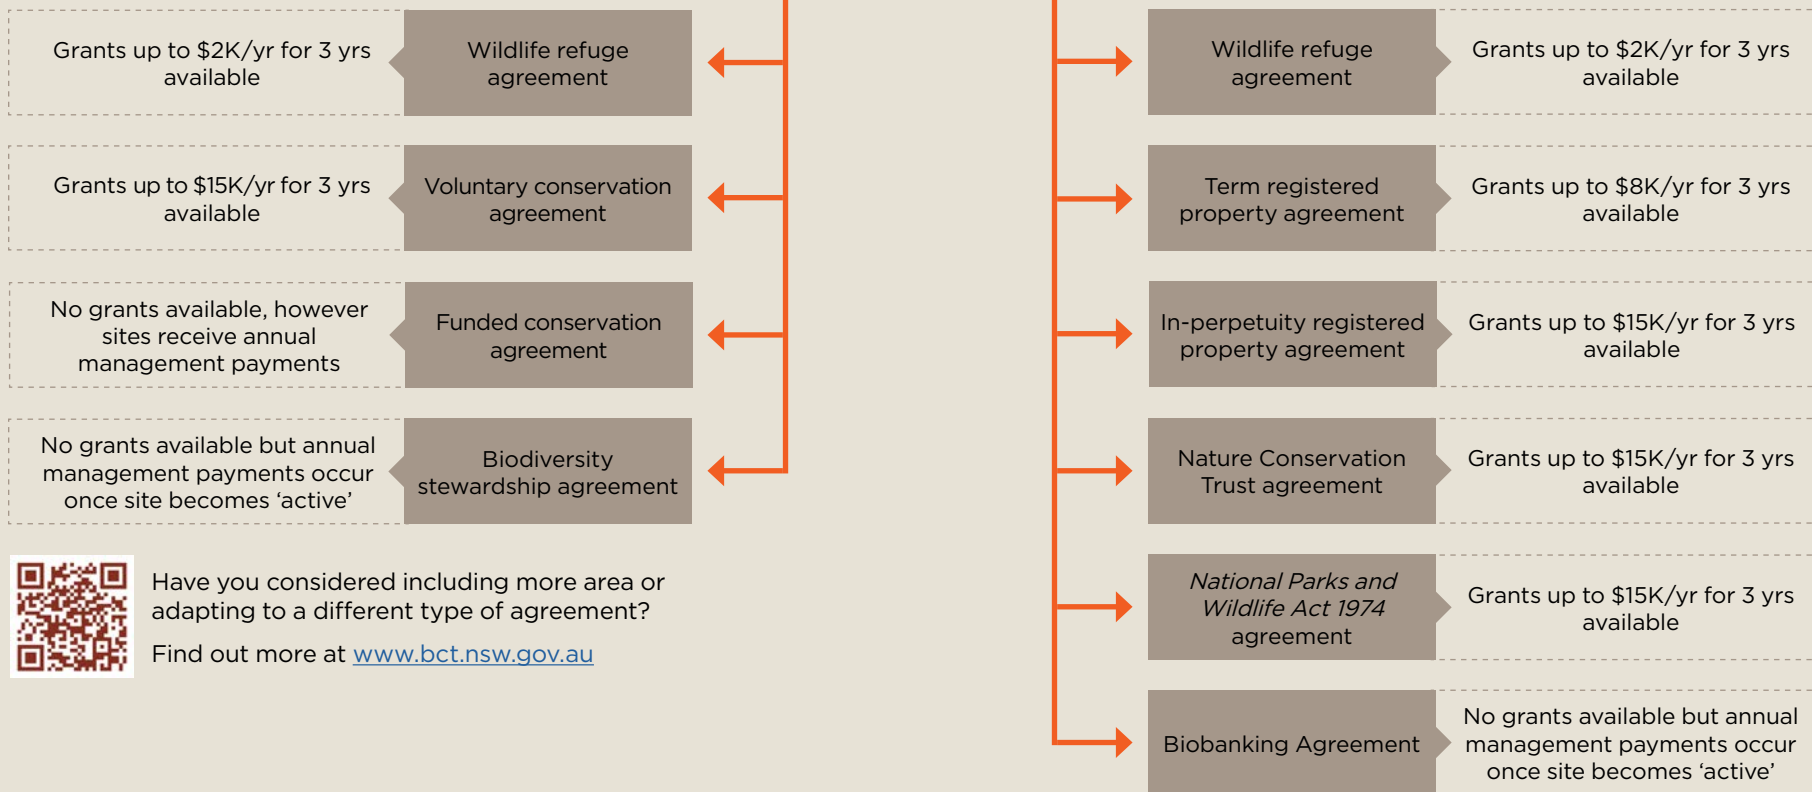 Grants up to $2K/yr for 3 yrs
available
Wildlife refuge
agreement
Grants up to $15K/yr for 3 yrs
available
Voluntary conservation
agreement
No grants available, however
sites receive annual
management payments
Funded conservation
agreement
No grants available but annual
management payments occur
once site becomes ‘active’
Biodiversity
stewardship agreement
Have you considered including more area or
adapting to a different type of agreement?
Find out more at www.bct.nsw.gov.au
Wildlife refuge
agreement
Grants up to $2K/yr for 3 yrs
available
Term registered
property agreement
Grants up to $8K/yr for 3 yrs
available
In-perpetuity registered
property agreement
Grants up to $15K/yr for 3 yrs
available
Nature Conservation
Trust agreement
Grants up to $15K/yr for 3 yrs
available
National Parks and
Wildlife Act 1974
agreement
Grants up to $15K/yr for 3 yrs
available
Biobanking Agreement
No grants available but annual
management payments occur
once site becomes ‘active’